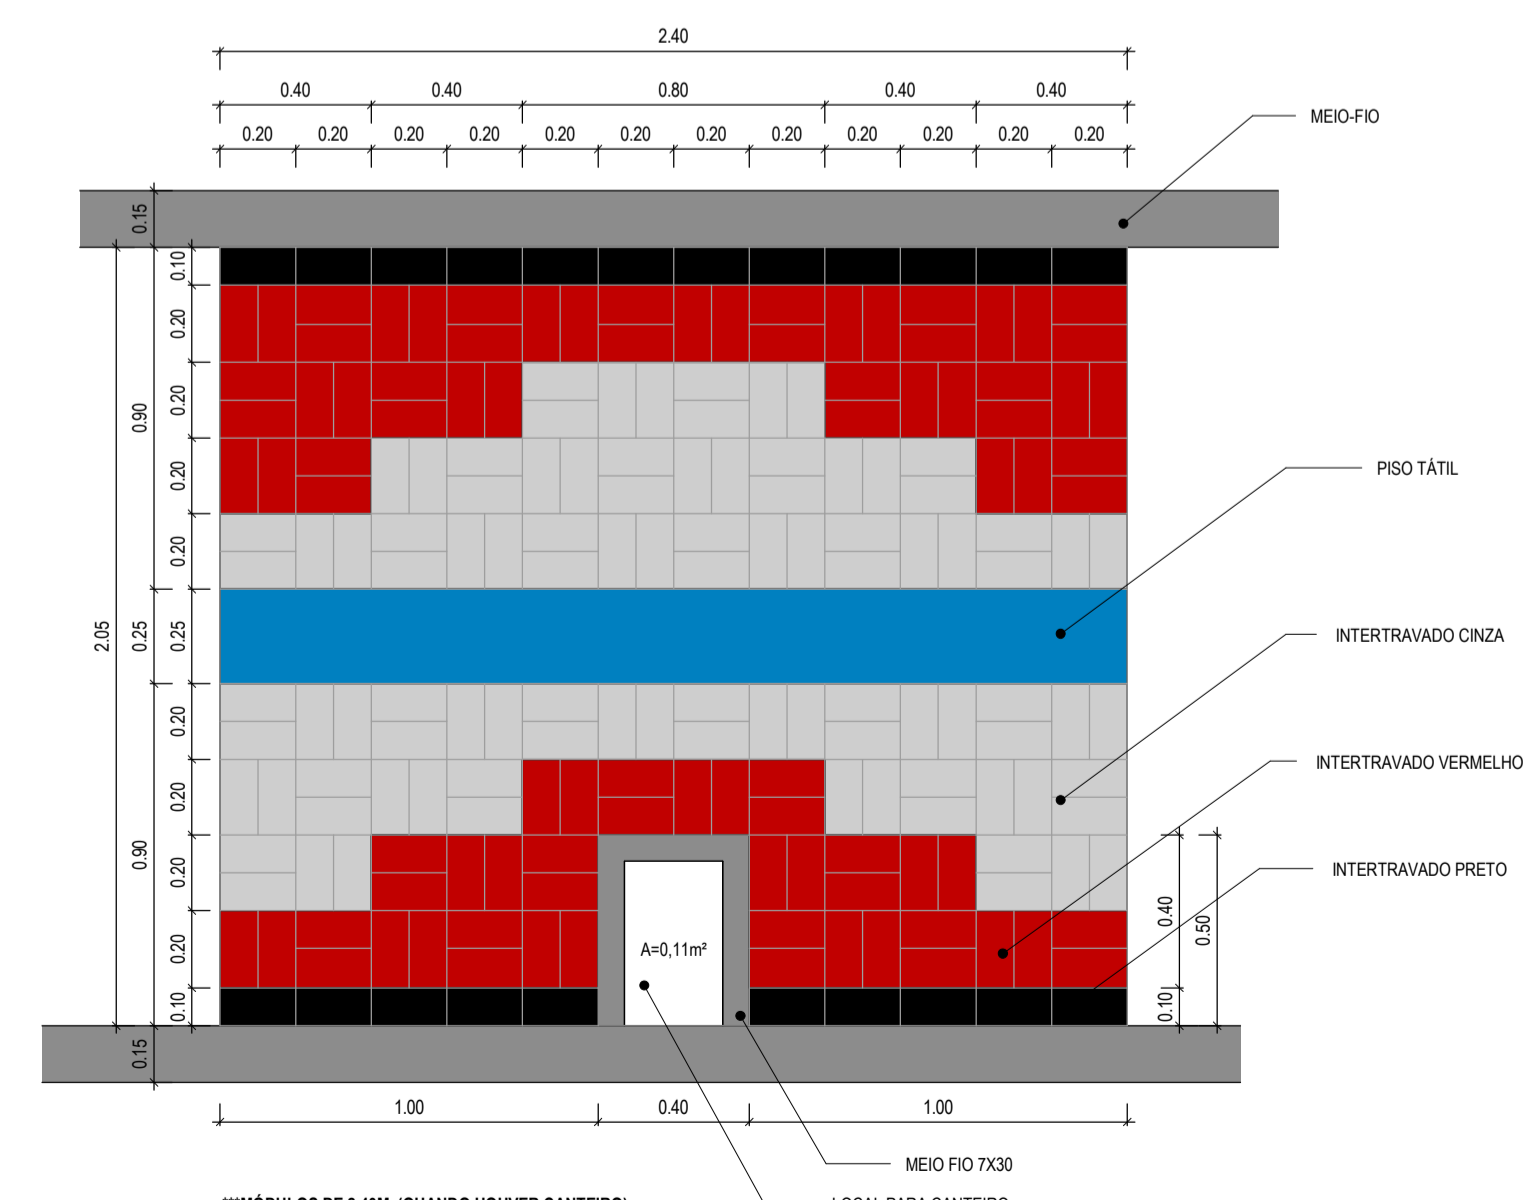 2.40
0.40 0.40 0.80 0.40 0.40
0.20 0.20 0.20 0.20 0.20 0.20 0.20 0.20 0.20 0.20 0.20 0.20
MEIO-FIO
0.15
0.10
0.20
0.20
0.90
0.20
PISO TÁTIL
0.20
2.05
0.25
0.25
INTERTRAVADO CINZA
0.20
0.20
INTERTRAVADO VERMELHO
0.90
0.20
INTERTRAVADO PRETO
0.40
0.50
0.20
A=0,11m²
0.10
0.10
0.15
1.00 0.40 1.00
MEIO FIO 7X30